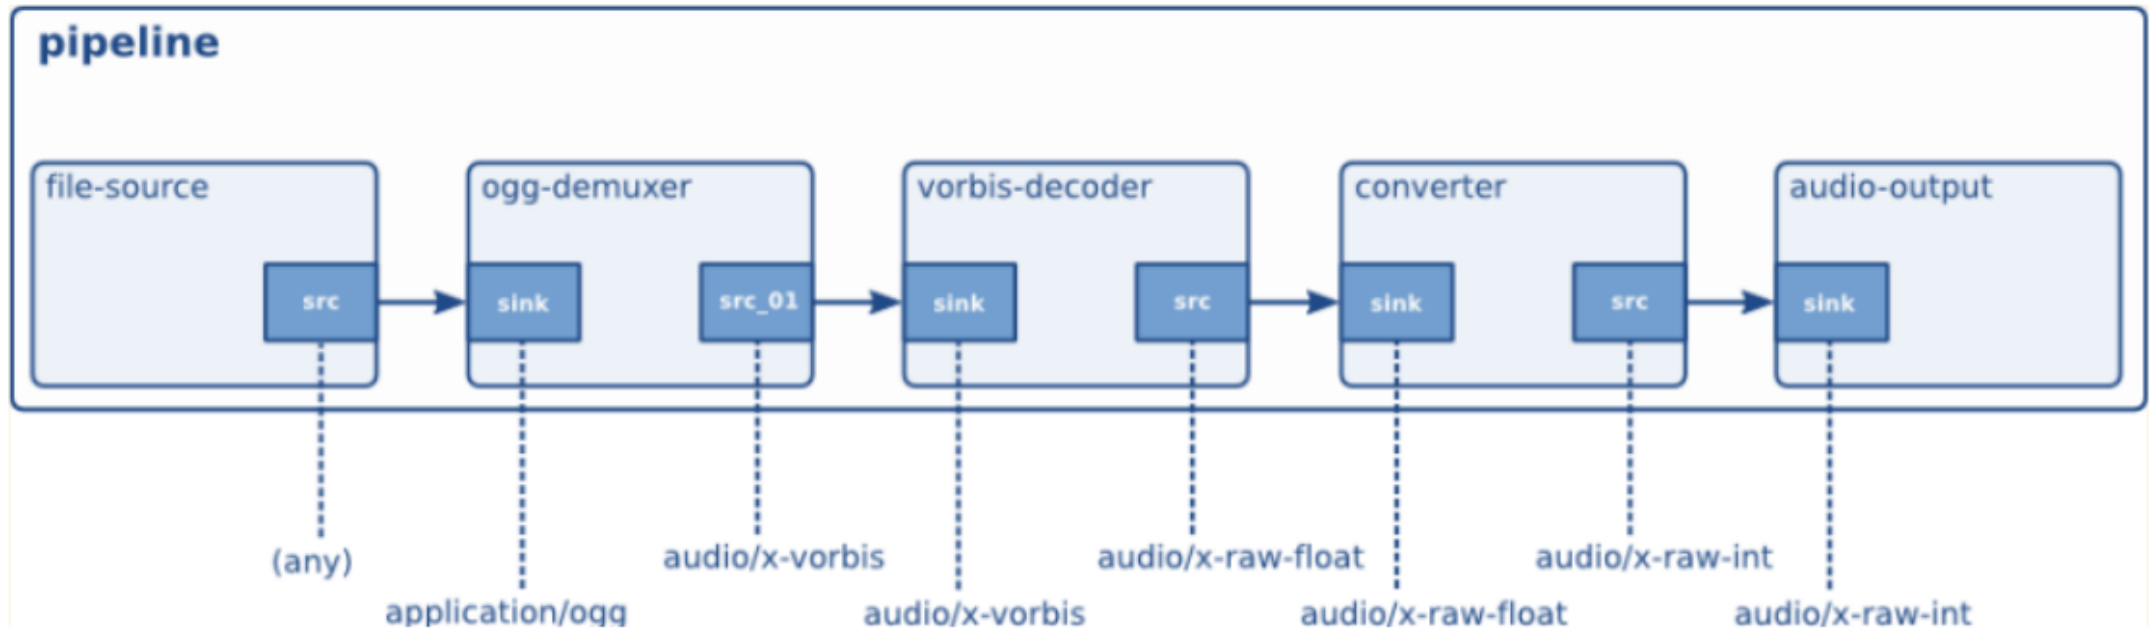 pipeline
file-source
ogg-demuxer
vorbis-decoder
converter
audio-output
src
sink
src_01
sink
src
sink
src
sink
(any)
audio/x-vorbis
audio/x-raw-float
audio/x-raw-int
application/ogg
audio/x-vorbis
audio/x-raw-float
audio/x-raw-int